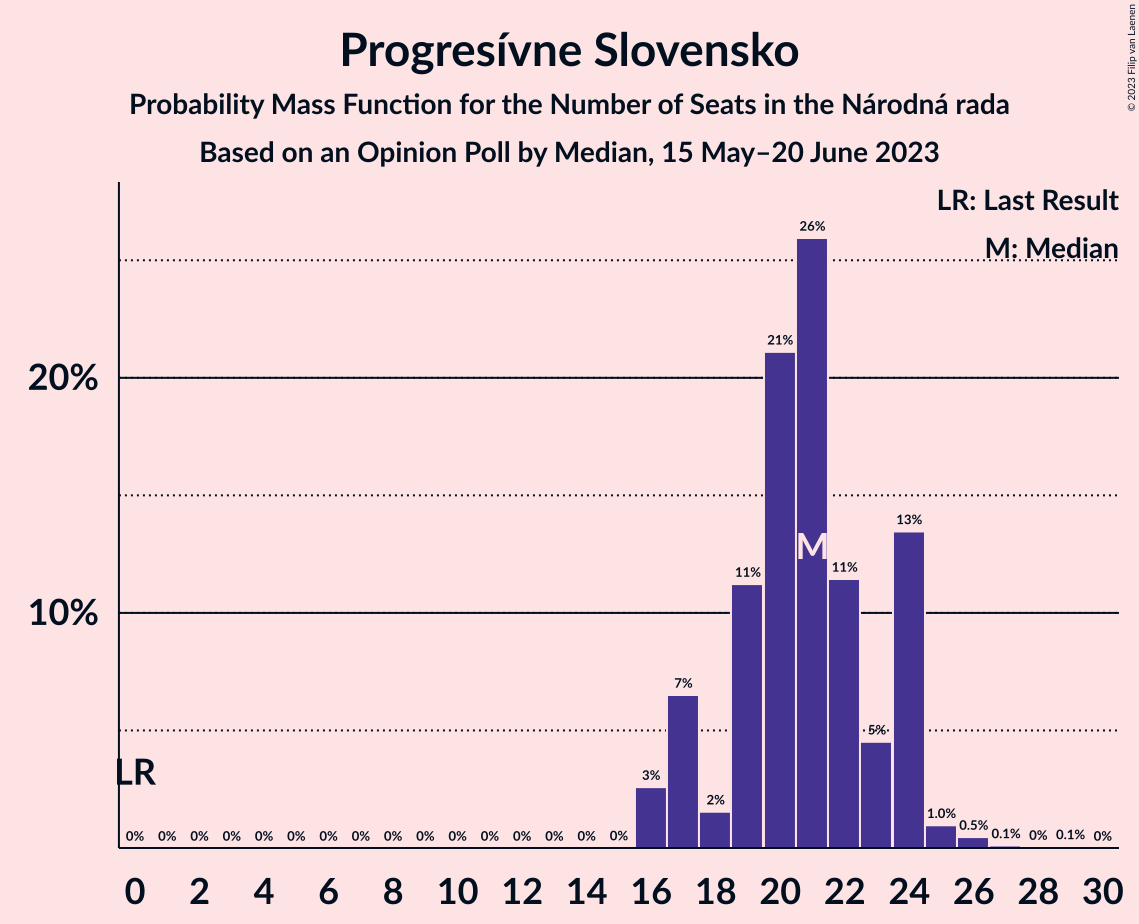 Progresívne Slovensko
Probability Mass Function for the Number of Seats in the Národná rada
Based on an Opinion Poll by Median, 15 May–20 June 2023
© 2023 Filip van Laenen
LR: Last Result
M: Median
26%
21%
20%
13%
M
11%
11%
10%
7%
5%
LR
3%
2%
1.0%
0.5%
0% 0% 0% 0% 0% 0% 0% 0% 0% 0% 0% 0% 0% 0% 0% 0% 0.1% 0% 0.1% 0%
0 2 4 6 8 10 12 14 16 18 20 22 24 26 28 30